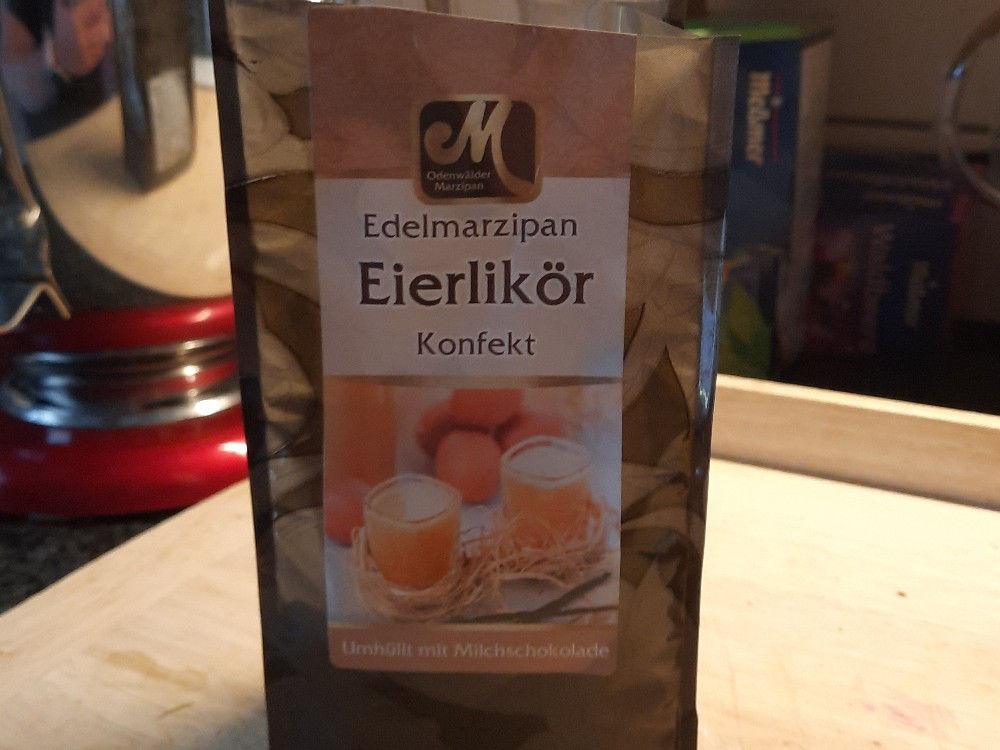 M
Odenwälder
Marzipan
Edelmarzipan
Eierlikör
Konfekt
Umhüllt mit Milchschokolade